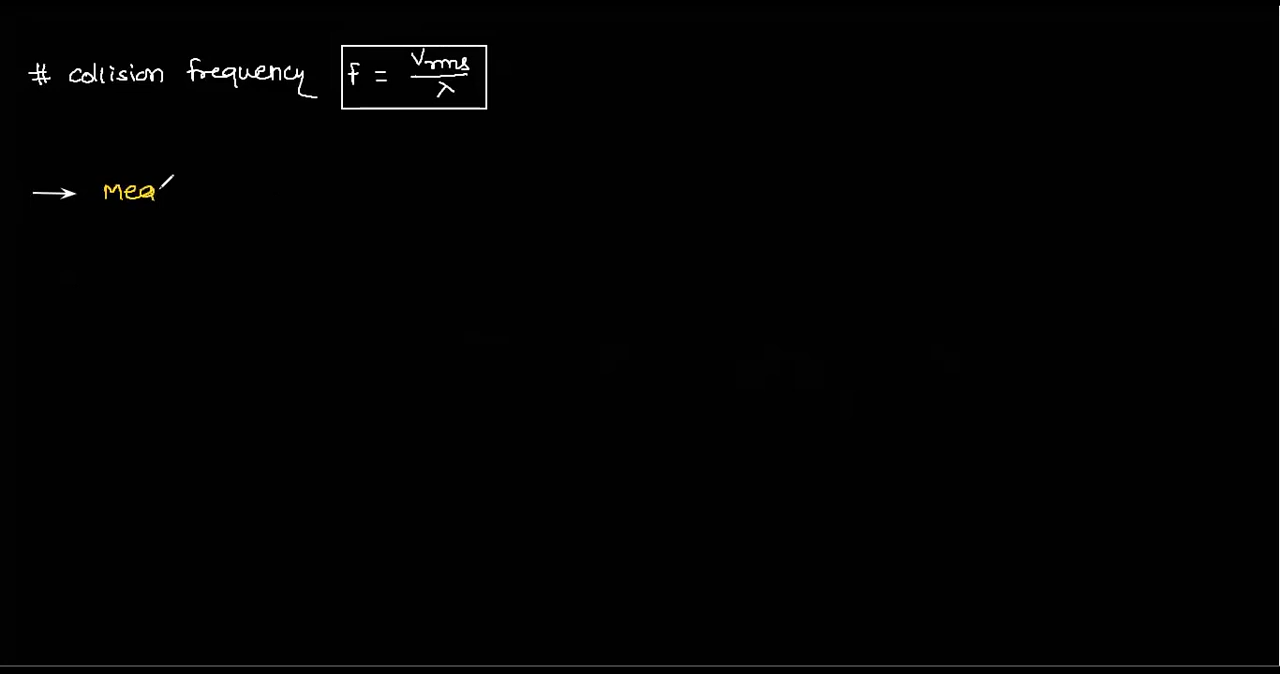 # collision frequency f = Vrms/λ
→ Mea